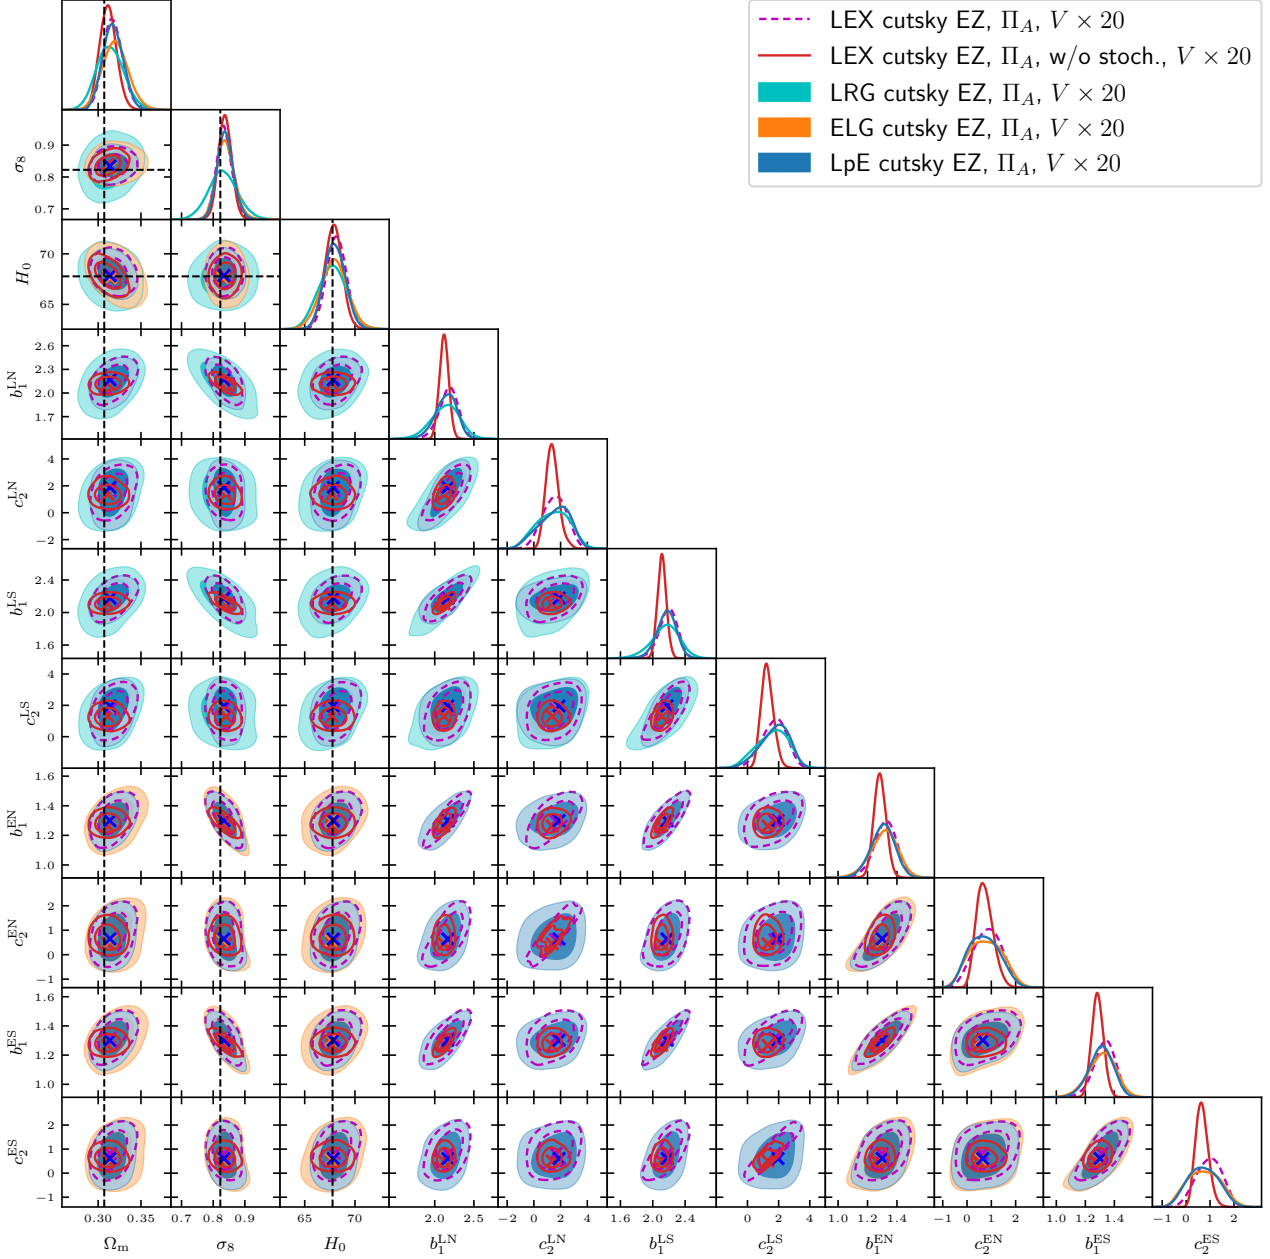 LEX cutsky EZ, Π_A, V × 20
LEX cutsky EZ, Π_A, w/o stoch., V × 20
LRG cutsky EZ, Π_A, V × 20
ELG cutsky EZ, Π_A, V × 20
LpE cutsky EZ, Π_A, V × 20
σ_8
0.9
0.8
0.7
H_0
70
65
b_1^LN
2.6
2.3
2.0
1.7
c_2^LN
4
2
0
−2
b_1^LS
2.4
2.0
1.6
c_2^LS
4
2
0
b_1^EN
1.6
1.4
1.2
1.0
c_2^EN
2
1
0
−1
b_1^ES
1.6
1.4
1.2
1.0
c_2^ES
2
1
0
−1
0.30 0.35 0.7 0.8 0.9 65 70 2.0 2.5 −2 0 2 4 1.6 2.0 2.4 0 2 4 1.0 1.2 1.4 −1 0 1 2 1.0 1.2 1.4 −1 0 1 2
Ω_m σ_8 H_0 b_1^LN c_2^LN b_1^LS c_2^LS b_1^EN c_2^EN b_1^ES c_2^ES